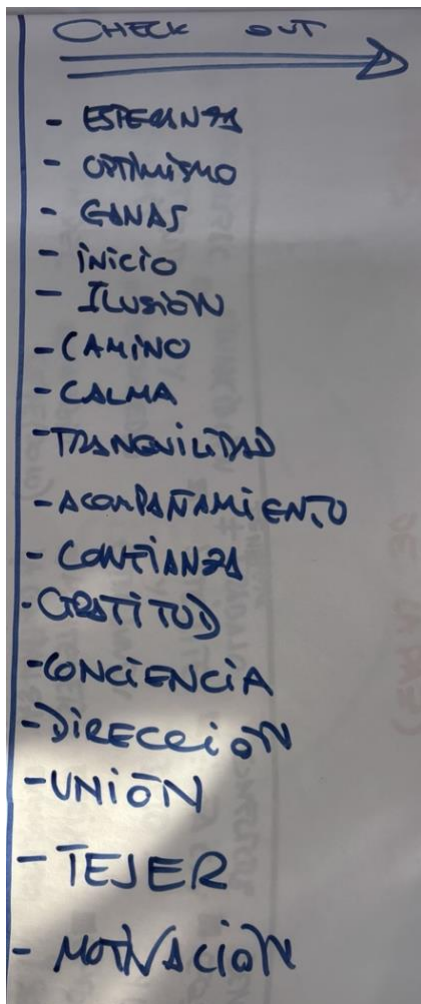 CHECK OUT
- ESPERANZA
- OPTIMISMO
- GANAS
- INICIO
- ILUSIÓN
- CAMINO
- CALMA
- TRANQUILIDAD
- ACOMPAÑAMIENTO
- CONFIANZA
- GRATITUD
- CONCIENCIA
- DIRECCIÓN
- UNIÓN
- TEJER
- MOTIVACIÓN